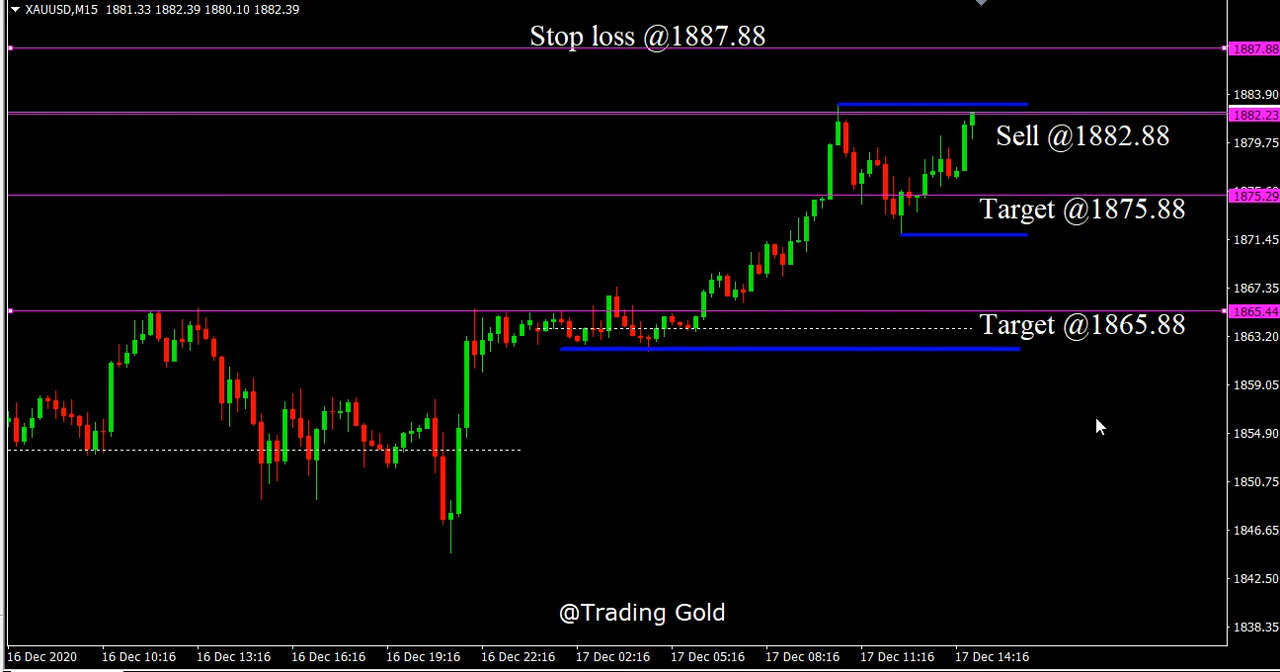 XAUUSD,M15 1881.33 1882.39 1880.10 1882.39
Stop loss @1887.88
1887.88
1883.90
1882.23
Sell @1882.88
1879.75
1875.29
Target @1875.88
1871.45
1867.35
1865.44
Target @1865.88
1863.20
1859.05
1854.90
1850.75
1846.65
1842.50
@Trading Gold
1838.35
16 Dec 2020 16 Dec 10:16 16 Dec 13:16 16 Dec 16:16 16 Dec 19:16 16 Dec 22:16 17 Dec 02:16 17 Dec 05:16 17 Dec 08:16 17 Dec 11:16 17 Dec 14:16